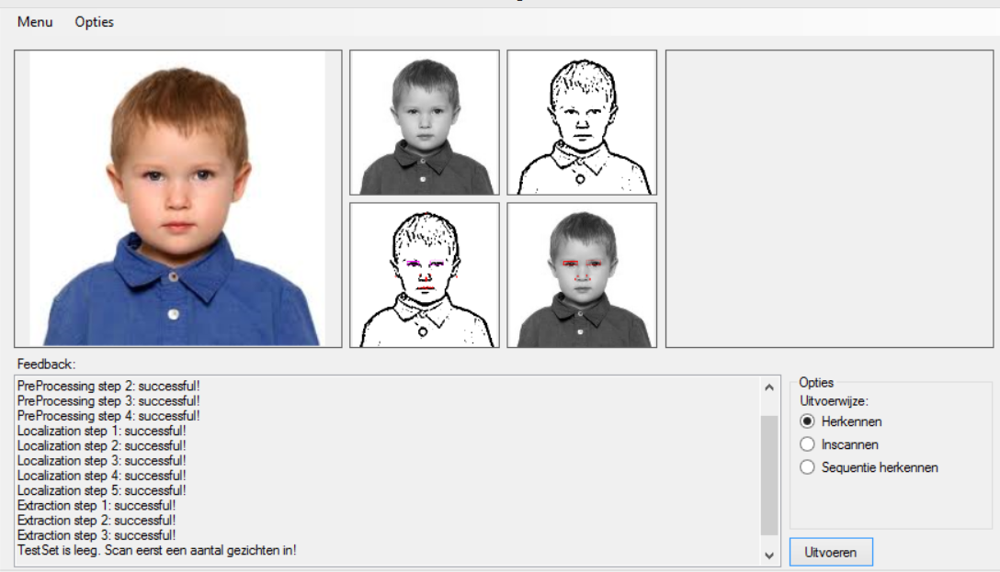 Menu Opties
Feedback:
PreProcessing step 2: successful!
PreProcessing step 3: successful!
PreProcessing step 4: successful!
Localization step 1: successful!
Localization step 2: successful!
Localization step 3: successful!
Localization step 4: successful!
Localization step 5: successful!
Extraction step 1: successful!
Extraction step 2: successful!
Extraction step 3: successful!
TestSet is leeg. Scan eerst een aantal gezichten in!
Opties
Uitvoerwijze:
Herkennen
Inscannen
Sequentie herkennen
Uitvoeren